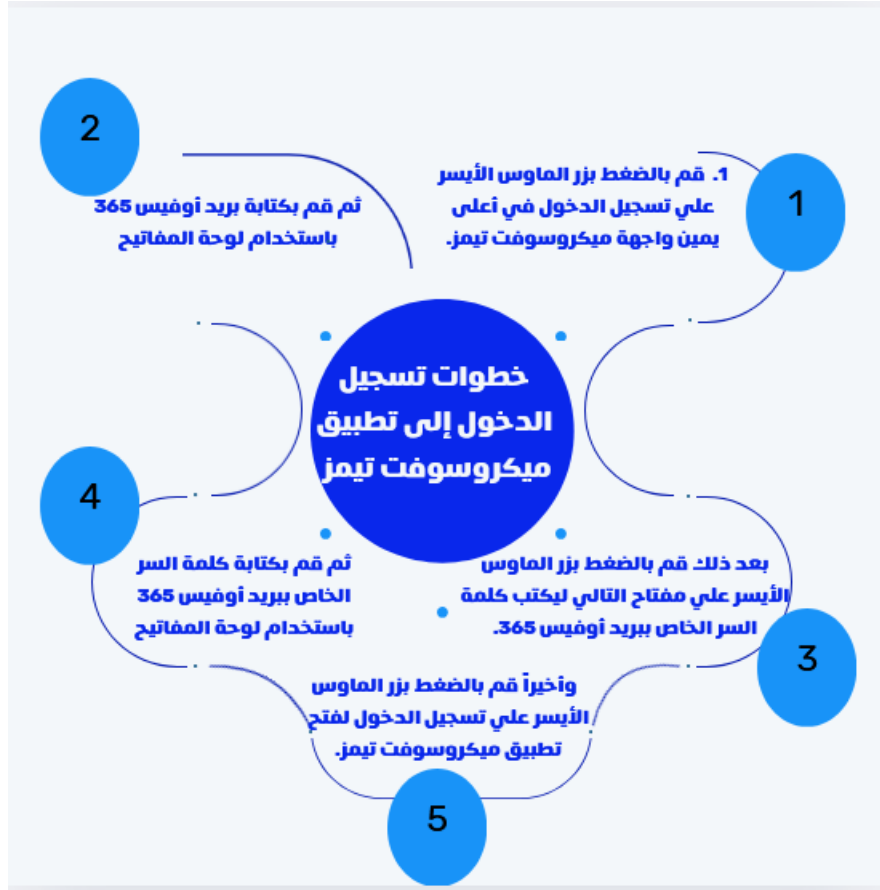 خطوات تسجيل
الدخول إلى تطبيق
ميكروسوفت تيمز
1
1. قم بالضغط بزر الماوس الأيسر
علي تسجيل الدخول في أعلى
يمين واجهة ميكروسوفت تيمز.
2
ثم قم بكتابة بريد أوفيس 365
باستخدام لوحة المفاتيح
3
بعد ذلك قم بالضغط بزر الماوس
الأيسر علي مفتاح التالي ليكتب كلمة
السر الخاص ببريد أوفيس 365.
4
ثم قم بكتابة كلمة السر
الخاص ببريد أوفيس 365
باستخدام لوحة المفاتيح
5
وأخيراً قم بالضغط بزر الماوس
الأيسر علي تسجيل الدخول لفتح
تطبيق ميكروسوفت تيمز.